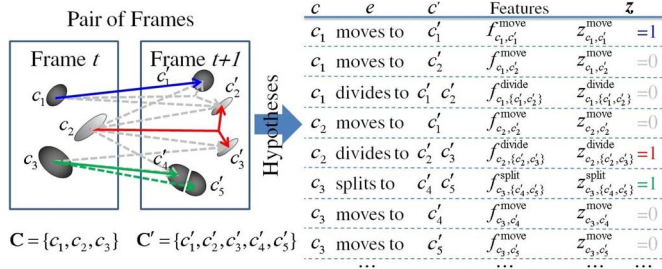 Pair of Frames
Frame t
Frame t+1
c₁
c₂
c₃
c′₁
c′₂
c′₃
c′₄
c′₅
C = {c₁,c₂,c₃}
C′ = {c′₁,c′₂,c′₃,c′₄,c′₅}
Hypotheses
c e c′ Features z
c₁ moves to c′₁ f^move_{c₁,c′₁} z^move_{c₁,c′₁} =1
c₁ moves to c′₂ f^move_{c₁,c′₂} z^move_{c₁,c′₂} =0
c₁ divides to c′₁ c′₂ f^divide_{c₁,{c′₁,c′₂}} z^divide_{c₁,{c′₁,c′₂}} =0
c₂ moves to c′₁ f^move_{c₂,c′₂} z^move_{c₂,c′₂} =0
c₂ divides to c′₂ c′₃ f^divide_{c₂,{c′₂,c′₃}} z^divide_{c₂,{c′₂,c′₃}} =1
c₃ splits to c′₄ c′₅ f^split_{c₃,{c′₄,c′₅}} z^split_{c₃,{c′₄,c′₅}} =1
c₃ moves to c′₄ f^move_{c₃,c′₄} z^move_{c₃,c′₄} =0
c₃ moves to c′₅ f^move_{c₃,c′₅} z^move_{c₃,c′₅} =0
... ... ... ...